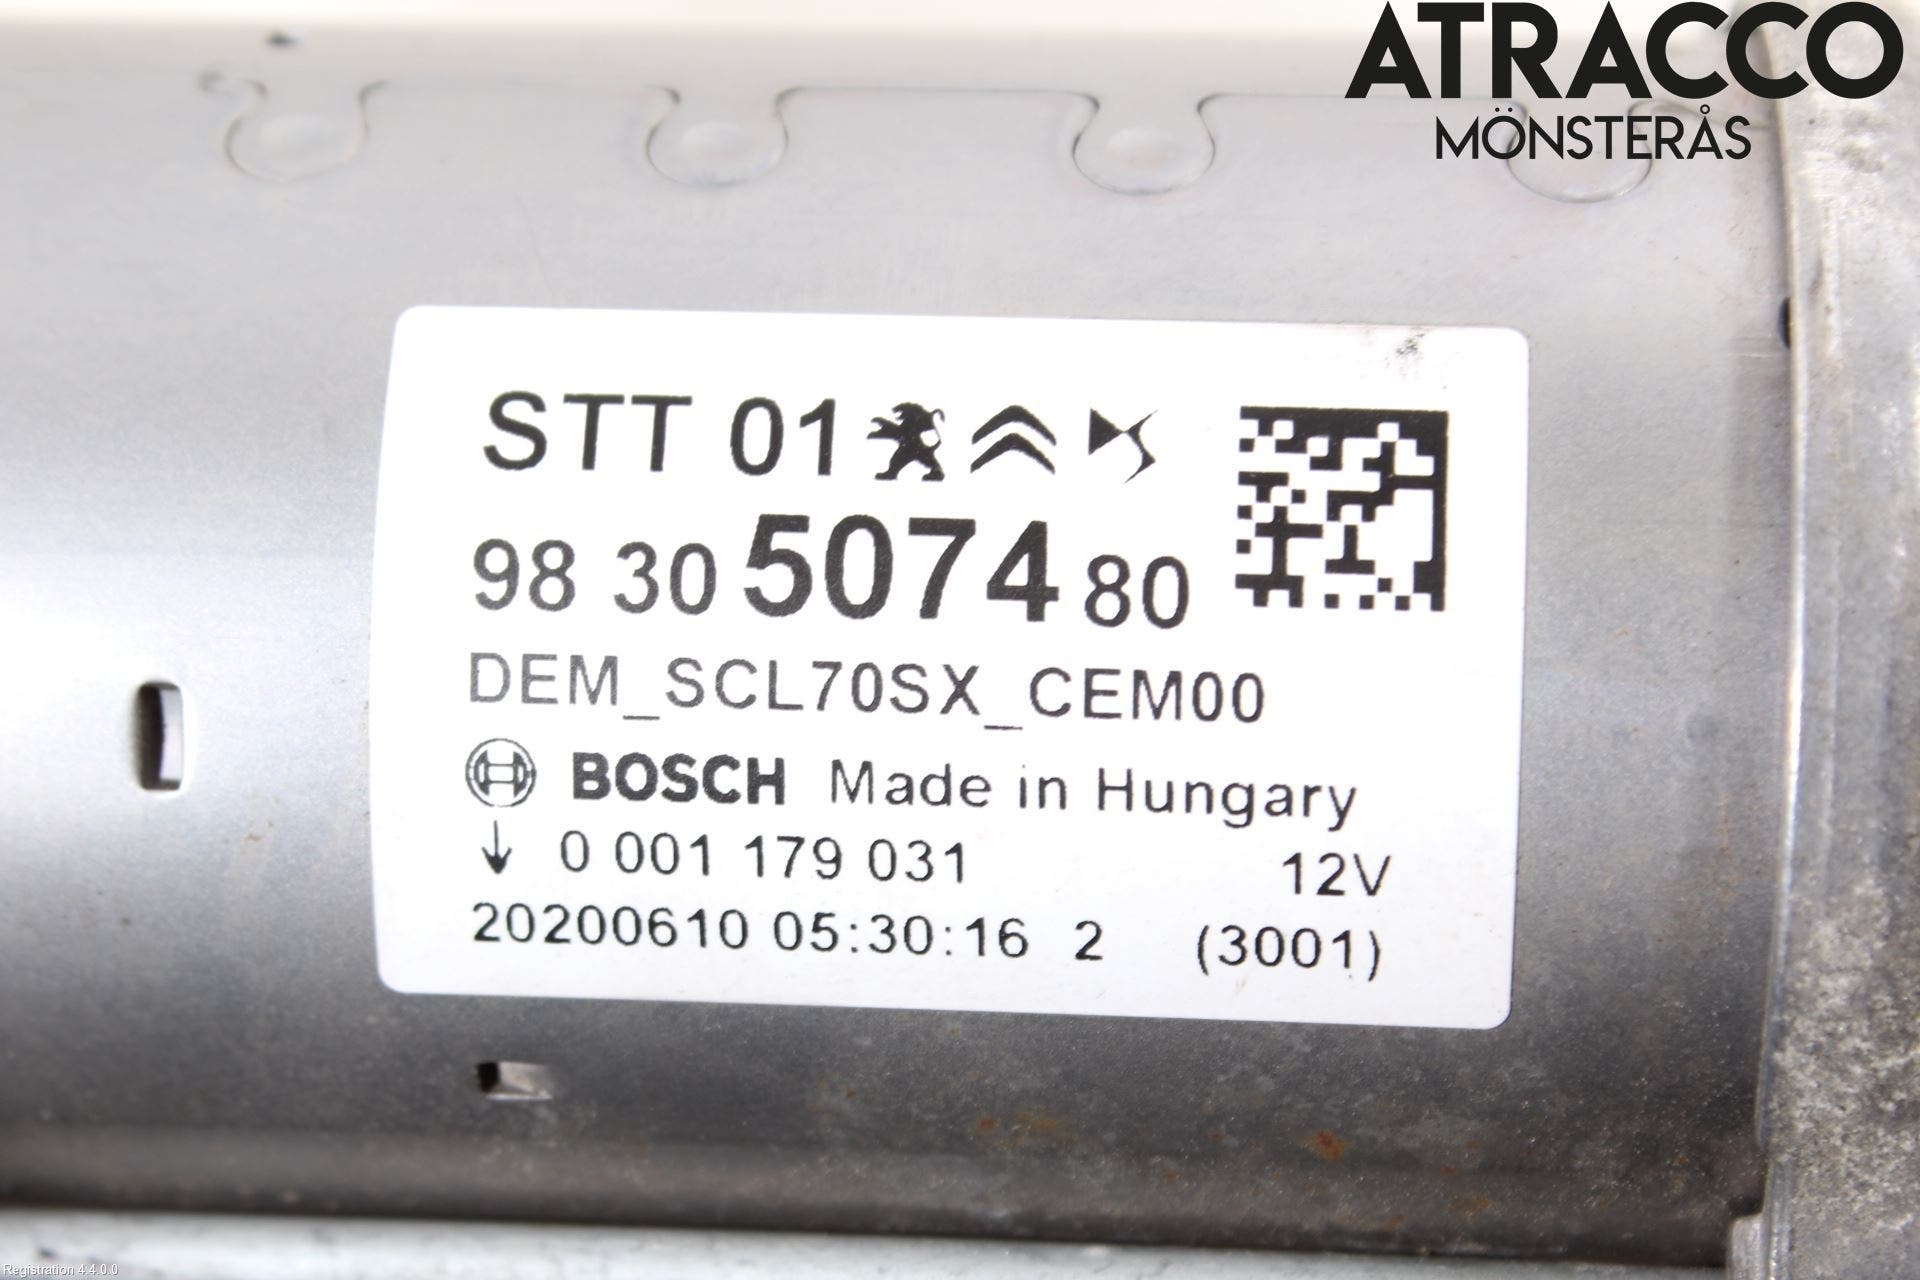 ATRACCO
MÖNSTERÅS
STT 01
98 30 5074 80
DEM_SCL70SX_CEM00
BOSCH Made in Hungary
0 001 179 031 12V
20200610 05:30:16 2 (3001)
Registration 4.4.0.0